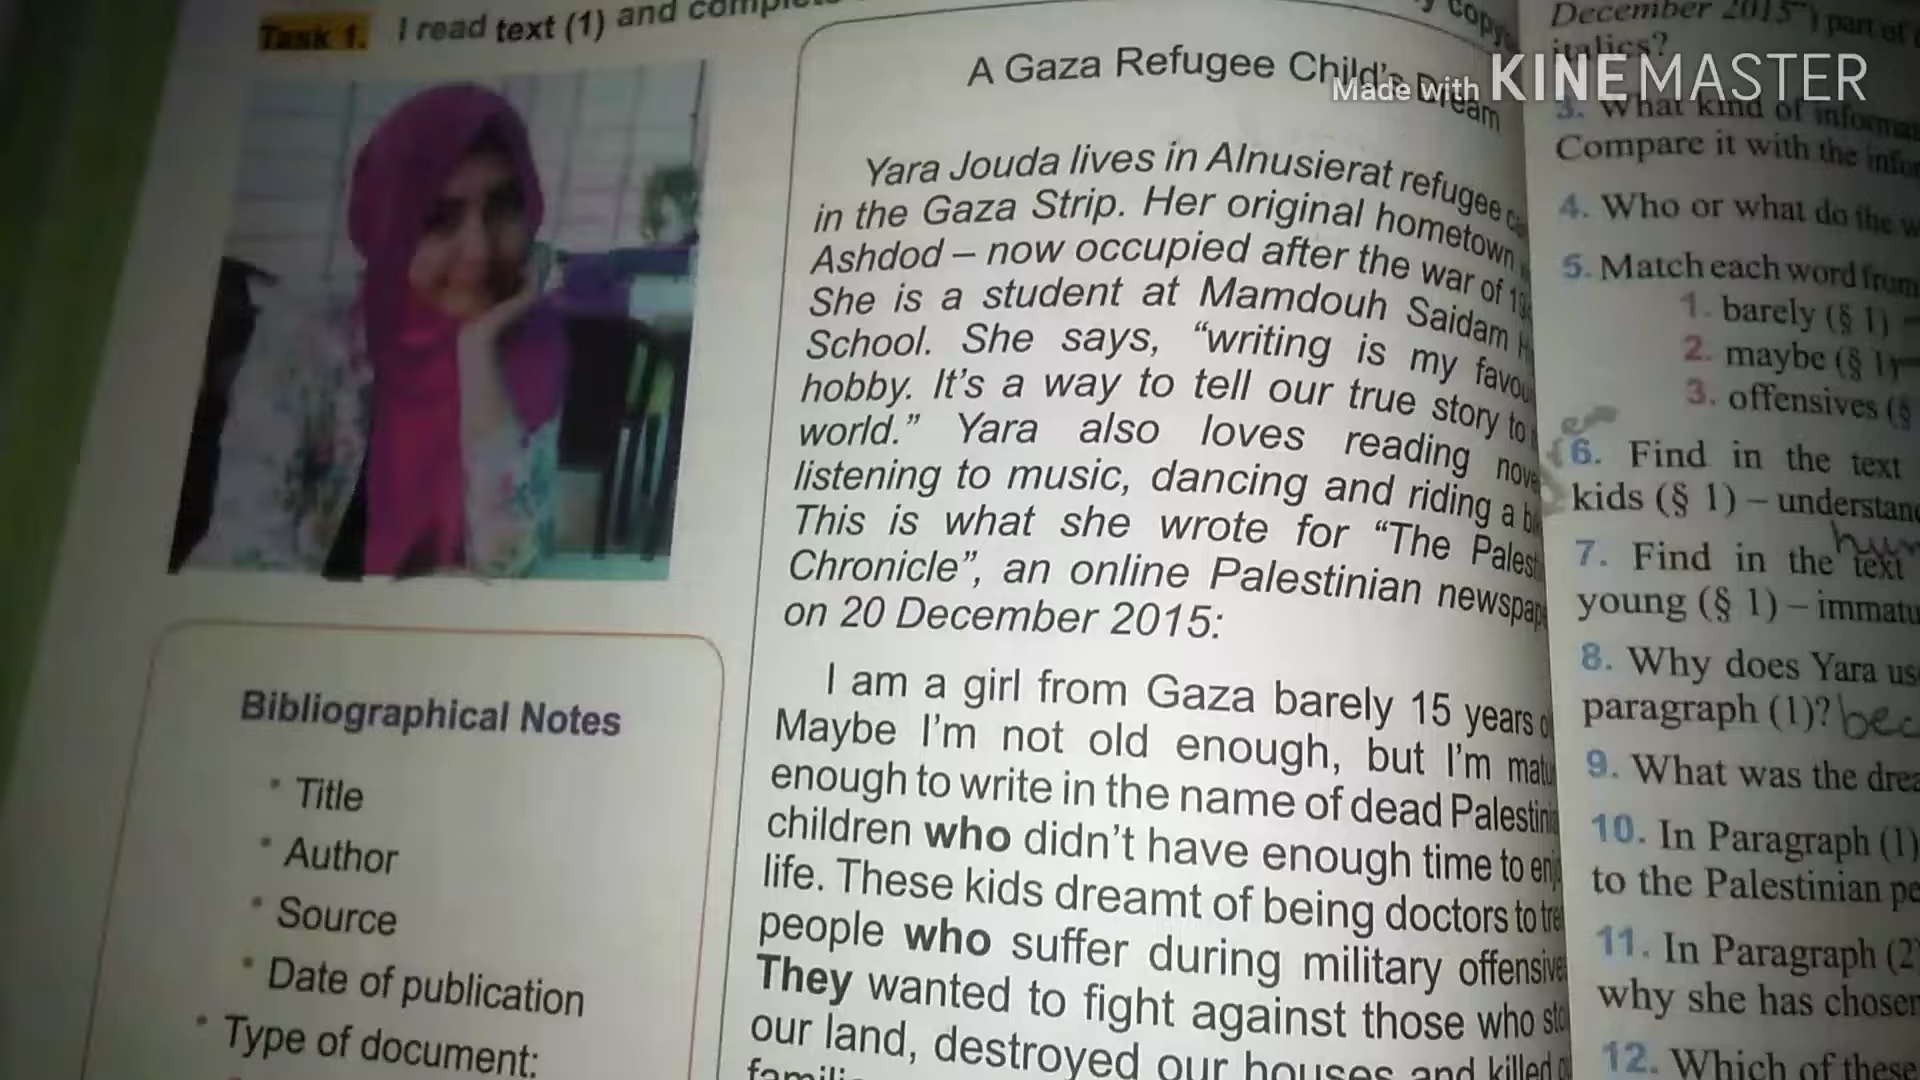 Task 1. I read text (1) and
A Gaza Refugee Child's Dream
Made with KINEMASTER
Yara Jouda lives in Alnusierat refugee
in the Gaza Strip. Her original hometown
Ashdod – now occupied after the war of
She is a student at Mamdouh Saidam
School. She says, “writing is my
hobby. It's a way to tell our true story to
world.” Yara also loves reading
listening to music, dancing and riding a
This is what she wrote for “The
Chronicle”, an online Palestinian
on 20 December 2015:
I am a girl from Gaza barely 15 years
Maybe I'm not old enough, but I'm
enough to write in the name of dead
children who didn't have enough time to
life. These kids dreamt of being doctors to
people who suffer during military
They wanted to fight against those who
our land, destroyed our houses and killed
Bibliographical Notes
• Title
• Author
• Source
• Date of publication
• Type of document:
December 2015”) part of
italics?
3. What kind of
Compare it with the
4. Who or what do the
5. Match each word from
1. barely (§ 1)
2. maybe (§ 1)
3. offensives (§
6. Find in the text
kids (§ 1) –
7. Find in the text
young (§ 1) –
8. Why does Yara
paragraph (1)?
9. What was the
10. In Paragraph (1)
to the Palestinian
11. In Paragraph (2
why she has
12. Which of these